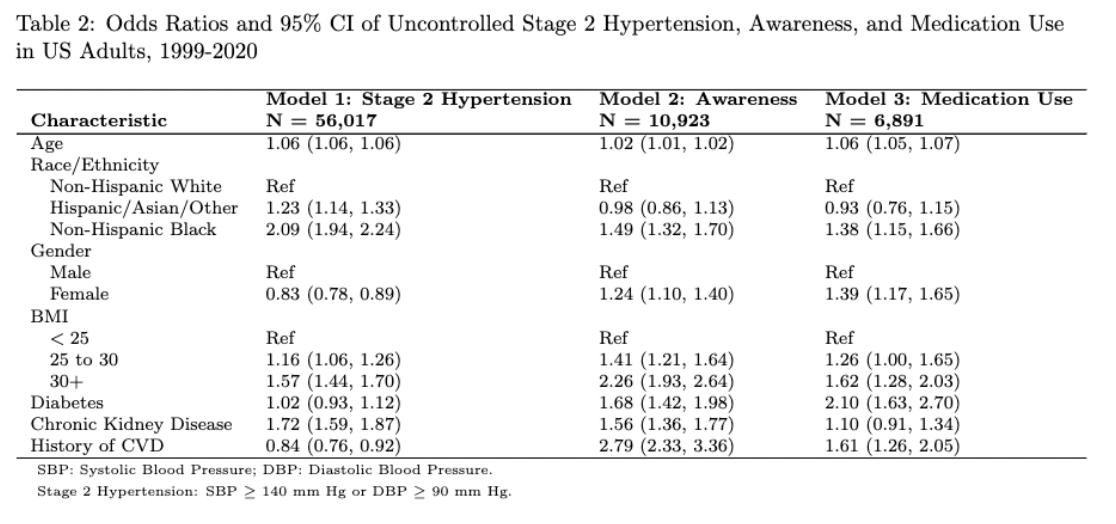 Table 2: Odds Ratios and 95% CI of Uncontrolled Stage 2 Hypertension, Awareness, and Medication Use
in US Adults, 1999-2020
Model 1: Stage 2 Hypertension Model 2: Awareness Model 3: Medication Use
Characteristic N = 56,017 N = 10,923 N = 6,891
Age 1.06 (1.06, 1.06) 1.02 (1.01, 1.02) 1.06 (1.05, 1.07)
Race/Ethnicity
Non-Hispanic White Ref Ref Ref
Hispanic/Asian/Other 1.23 (1.14, 1.33) 0.98 (0.86, 1.13) 0.93 (0.76, 1.15)
Non-Hispanic Black 2.09 (1.94, 2.24) 1.49 (1.32, 1.70) 1.38 (1.15, 1.66)
Gender
Male Ref Ref Ref
Female 0.83 (0.78, 0.89) 1.24 (1.10, 1.40) 1.39 (1.17, 1.65)
BMI
< 25 Ref Ref Ref
25 to 30 1.16 (1.06, 1.26) 1.41 (1.21, 1.64) 1.26 (1.00, 1.65)
30+ 1.57 (1.44, 1.70) 2.26 (1.93, 2.64) 1.62 (1.28, 2.03)
Diabetes 1.02 (0.93, 1.12) 1.68 (1.42, 1.98) 2.10 (1.63, 2.70)
Chronic Kidney Disease 1.72 (1.59, 1.87) 1.56 (1.36, 1.77) 1.10 (0.91, 1.34)
History of CVD 0.84 (0.76, 0.92) 2.79 (2.33, 3.36) 1.61 (1.26, 2.05)
SBP: Systolic Blood Pressure; DBP: Diastolic Blood Pressure.
Stage 2 Hypertension: SBP ≥ 140 mm Hg or DBP ≥ 90 mm Hg.